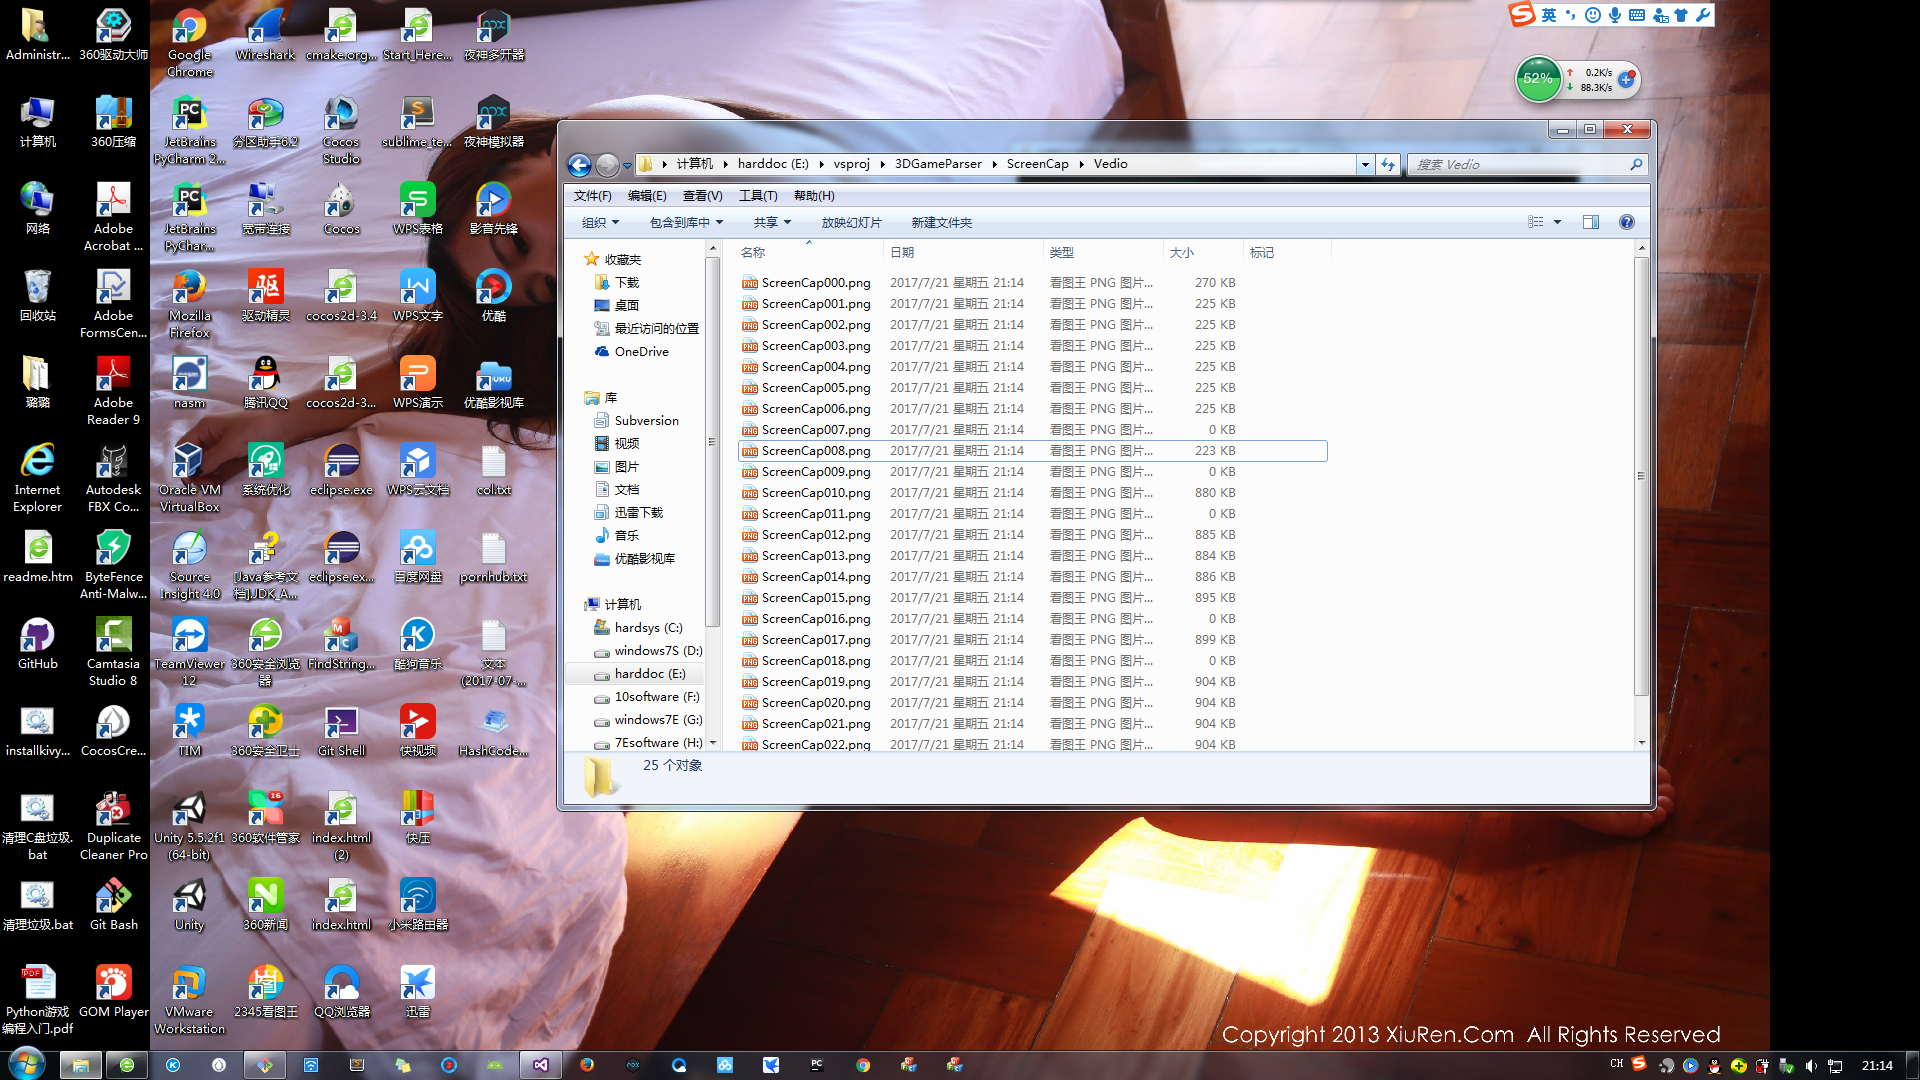 Administr...
360驱动大师
Google
Chrome
Wireshark
cmake.org...
Start_Here...
夜神多开器
计算机
360压缩
JetBrains
PyCharm 2...
分区助手6.2
Cocos
Studio
sublime_te...
夜神模拟器
网络
Adobe
Acrobat ...
JetBrains
PyChar...
宽带连接
Cocos
WPS表格
影音先锋
回收站
Adobe
FormsCen...
Mozilla
Firefox
驱动精灵
cocos2d-3.4
WPS文字
优酷
璐璐
Adobe
Reader 9
nasm
腾讯QQ
cocos2d-3...
WPS演示
优酷影视库
Internet
Explorer
Autodesk
FBX Co...
Oracle VM
VirtualBox
系统优化
eclipse.exe
WPS云文档
col.txt
readme.htm
ByteFence
Anti-Malw...
Source
Insight 4.0
[Java参考文
档].JDK_A...
eclipse.ex...
百度网盘
pornhub.txt
GitHub
Camtasia
Studio 8
TeamViewer
12
360安全浏览
器
FindString...
酷狗音乐
文本
(2017-07-...
installkivy...
CocosCre...
TIM
360安全卫士
Git Shell
快视频
HashCode...
清理C盘垃圾.
bat
Duplicate
Cleaner Pro
Unity 5.5.2f1
(64-bit)
16
360软件管家
index.html
(2)
快压
清理垃圾.bat
Git Bash
Unity
360新闻
index.html
小米路由器
Python游戏
编程入门.pdf
GOM Player
VMware
Workstation
2345看图王
QQ浏览器
迅雷
英
52%
0.2K/s
88.3K/s
计算机
harddoc (E:)
vsproj
3DGameParser
ScreenCap
Vedio
搜索 Vedio
文件(F) 编辑(E) 查看(V) 工具(T) 帮助(H)
组织 包含到库中 共享 放映幻灯片 新建文件夹
收藏夹
下载
桌面
最近访问的位置
OneDrive
库
Subversion
视频
图片
文档
迅雷下载
音乐
优酷影视库
计算机
hardsys (C:)
windows7S (D:)
harddoc (E:)
10software (F:)
windows7E (G:)
7Esoftware (H:)
名称 日期 类型 大小 标记
ScreenCap000.png 2017/7/21 星期五 21:14 看图王 PNG 图片... 270 KB
ScreenCap001.png 2017/7/21 星期五 21:14 看图王 PNG 图片... 225 KB
ScreenCap002.png 2017/7/21 星期五 21:14 看图王 PNG 图片... 225 KB
ScreenCap003.png 2017/7/21 星期五 21:14 看图王 PNG 图片... 225 KB
ScreenCap004.png 2017/7/21 星期五 21:14 看图王 PNG 图片... 225 KB
ScreenCap005.png 2017/7/21 星期五 21:14 看图王 PNG 图片... 225 KB
ScreenCap006.png 2017/7/21 星期五 21:14 看图王 PNG 图片... 225 KB
ScreenCap007.png 2017/7/21 星期五 21:14 看图王 PNG 图片... 0 KB
ScreenCap008.png 2017/7/21 星期五 21:14 看图王 PNG 图片... 223 KB
ScreenCap009.png 2017/7/21 星期五 21:14 看图王 PNG 图片... 0 KB
ScreenCap010.png 2017/7/21 星期五 21:14 看图王 PNG 图片... 880 KB
ScreenCap011.png 2017/7/21 星期五 21:14 看图王 PNG 图片... 0 KB
ScreenCap012.png 2017/7/21 星期五 21:14 看图王 PNG 图片... 885 KB
ScreenCap013.png 2017/7/21 星期五 21:14 看图王 PNG 图片... 884 KB
ScreenCap014.png 2017/7/21 星期五 21:14 看图王 PNG 图片... 886 KB
ScreenCap015.png 2017/7/21 星期五 21:14 看图王 PNG 图片... 895 KB
ScreenCap016.png 2017/7/21 星期五 21:14 看图王 PNG 图片... 0 KB
ScreenCap017.png 2017/7/21 星期五 21:14 看图王 PNG 图片... 899 KB
ScreenCap018.png 2017/7/21 星期五 21:14 看图王 PNG 图片... 0 KB
ScreenCap019.png 2017/7/21 星期五 21:14 看图王 PNG 图片... 904 KB
ScreenCap020.png 2017/7/21 星期五 21:14 看图王 PNG 图片... 904 KB
ScreenCap021.png 2017/7/21 星期五 21:14 看图王 PNG 图片... 904 KB
ScreenCap022.png 2017/7/21 星期五 21:14 看图王 PNG 图片... 904 KB
25 个对象
Copyright 2013 XiuRen.Com All Rights Reserved
CH
21:14